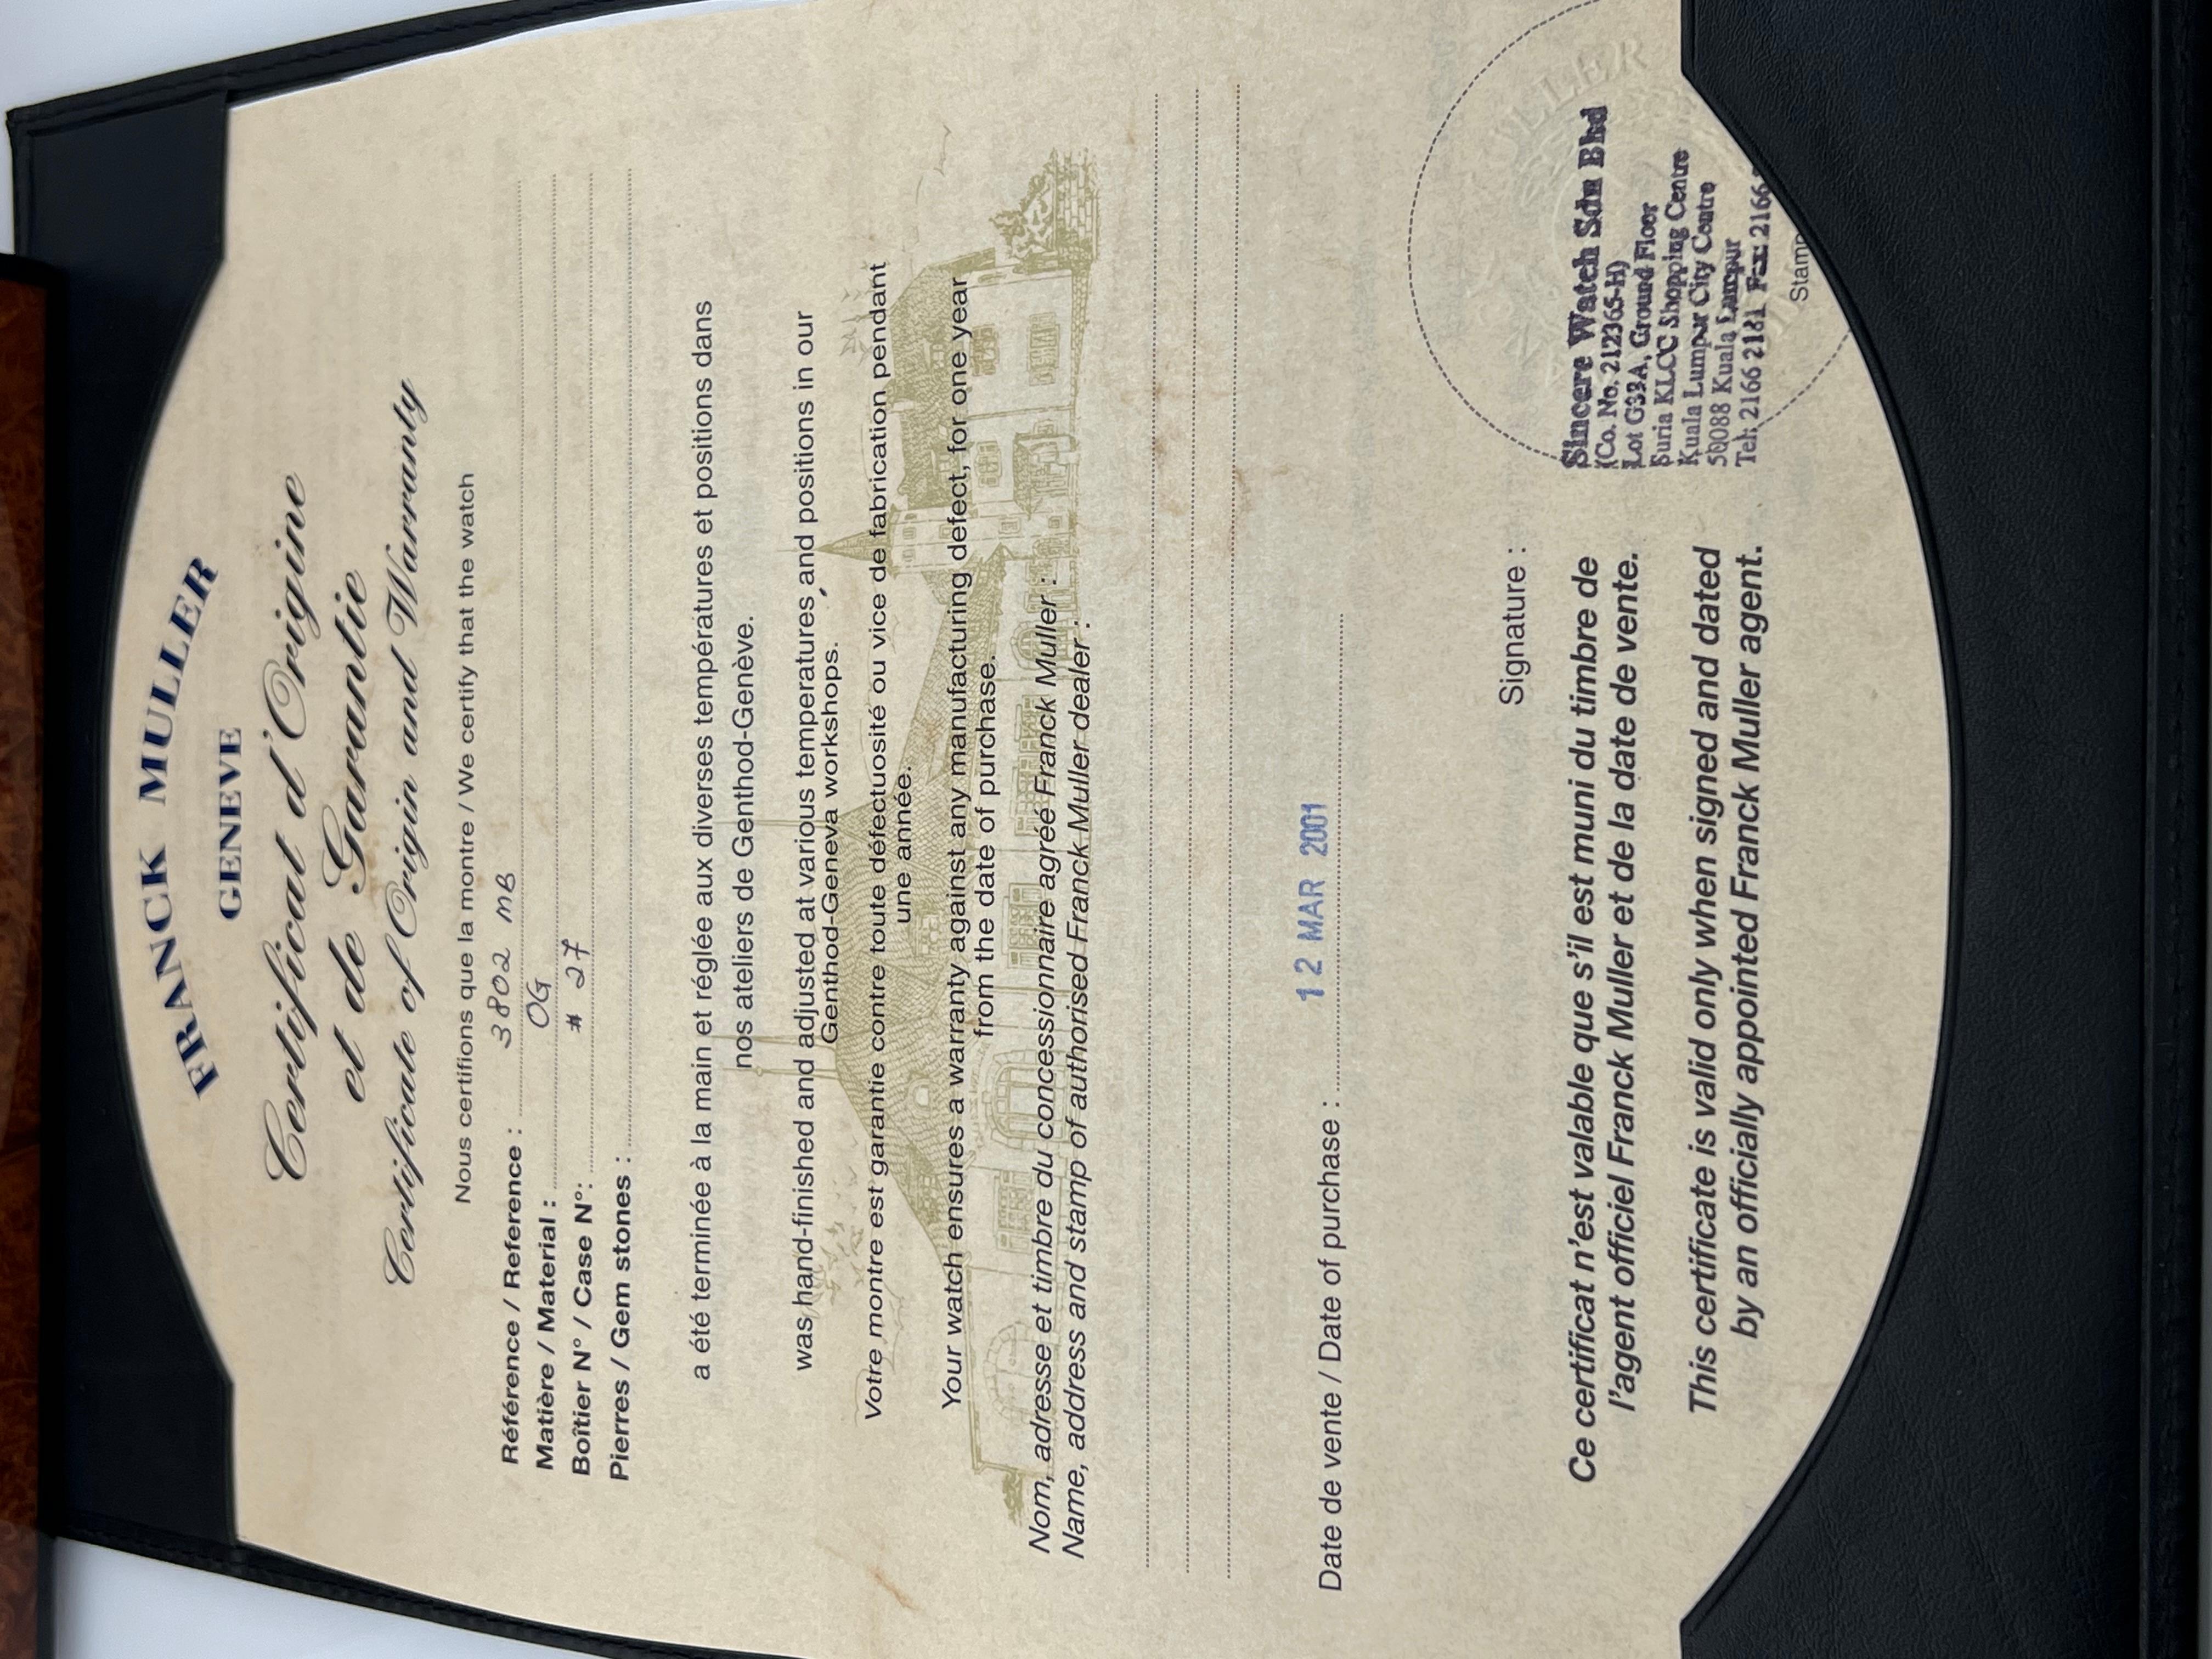 FRANCK MULLER
GENEVE
Certificat d'Origine
et de Garantie
Certificate of Origin and Warranty
Nous certifions que la montre / We certify that the watch
Référence / Reference : 3802 MB
Matière / Material : OG
Boîtier N° / Case N°: # 27
Pierres / Gem stones :
a été terminée à la main et réglée aux diverses températures et positions dans
nos ateliers de Genthod-Genève.
was hand-finished and adjusted at various temperatures and positions in our
Genthod-Geneva workshops.
Votre montre est garantie contre toute défectuosité ou vice de fabrication pendant
une année.
Your watch ensures a warranty against any manufacturing defect, for one year
from the date of purchase.
Nom, adresse et timbre du concessionnaire agréé Franck Muller :
Name, address and stamp of authorised Franck Muller dealer :
Date de vente / Date of purchase : 12 MAR 2001
Signature :
Ce certificat n'est valable que s'il est muni du timbre de
l'agent officiel Franck Muller et de la date de vente.
This certificate is valid only when signed and dated
by an officially appointed Franck Muller agent.
Sincere Watch Sdn Bhd
(Co. No. 212365-H)
Lot G33A, Ground Floor
Suria KLCC Shopping Centre
Kuala Lumpur City Centre
50088 Kuala Lumpur
Tel: 2166 2181 Fax: 2166
Stamp